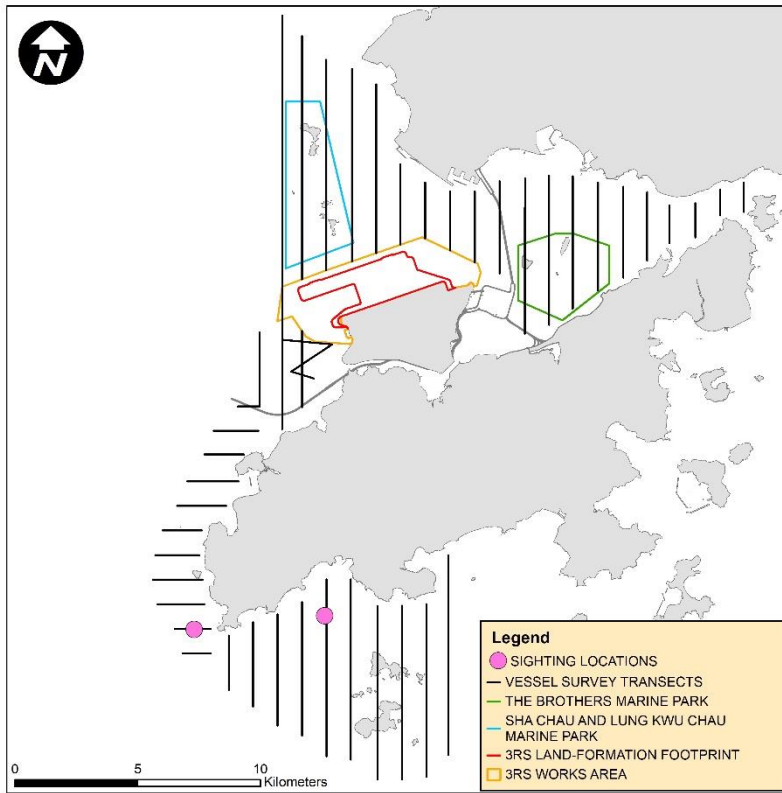 N
Legend
SIGHTING LOCATIONS
VESSEL SURVEY TRANSECTS
THE BROTHERS MARINE PARK
SHA CHAU AND LUNG KWU CHAU
MARINE PARK
3RS LAND-FORMATION FOOTPRINT
3RS WORKS AREA
0 5 10
Kilometers